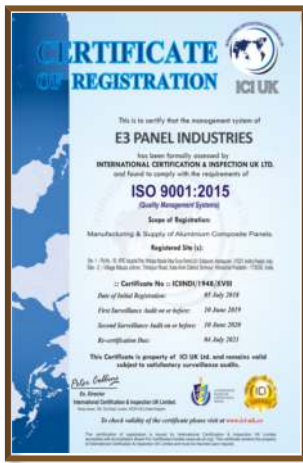 CERTIFICATE
OF REGISTRATION
ICI UK
This is to certify that the management system of
E3 PANEL INDUSTRIES
has been formally assessed by
INTERNATIONAL CERTIFICATION & INSPECTION UK LTD.
and found to comply with the requirements of
ISO 9001:2015
(Quality Management Systems)
Scope of Registration:
Manufacturing & Supply of Aluminium Composite Panels.
Registered Site (s):
:: Certificate No :: ICIINDI/1948/XVIII
Date of Initial Registration: 05 July 2018
First Surveillance Audit on or before: 10 June 2019
Second Surveillance Audit on or before: 10 June 2020
Re-certification Due: 04 July 2021
This Certificate is property of ICI UK Ltd. and remains valid
subject to satisfactory surveillance audits.
Ex. Director
International Certification & Inspection UK Limited.
ICI
To check validity of the certificate please visit at www.ici-uk.co